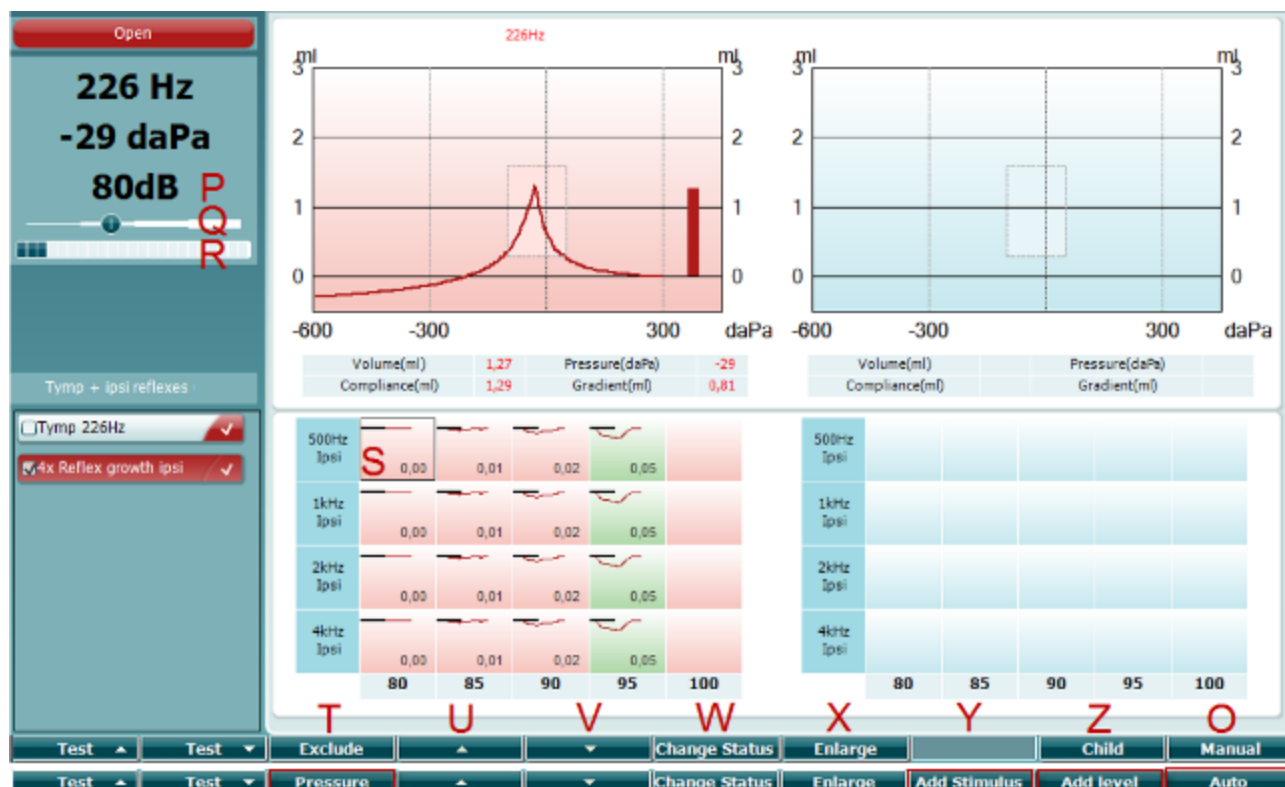 Open
226 Hz
-29 daPa
80dB P
Q
R
Tymp + ipsi reflexes
Tymp 226Hz
4x Reflex growth ipsi
226Hz
ml ml
3 3
2 2
1 1
0 0
-600 -300 300 daPa
Volume(ml) 1,27 Pressure(daPa) -29
Compliance(ml) 1,29 Gradient(ml) 0,81
ml ml
3 3
2 2
1 1
0 0
-600 -300 300 daPa
Volume(ml) Pressure(daPa)
Compliance(ml) Gradient(ml)
500Hz
Ipsi
S 0,00 0,01 0,02 0,05
1kHz
Ipsi
0,00 0,01 0,02 0,05
2kHz
Ipsi
0,00 0,01 0,02 0,05
4kHz
Ipsi
0,00 0,01 0,02 0,05
80 85 90 95 100
500Hz
Ipsi
1kHz
Ipsi
2kHz
Ipsi
4kHz
Ipsi
80 85 90 95 100
T U V W X Y Z O
Test Test Exclude Change Status Enlarge Child Manual
Test Test Pressure Change Status Enlarge Add Stimulus Add level Auto